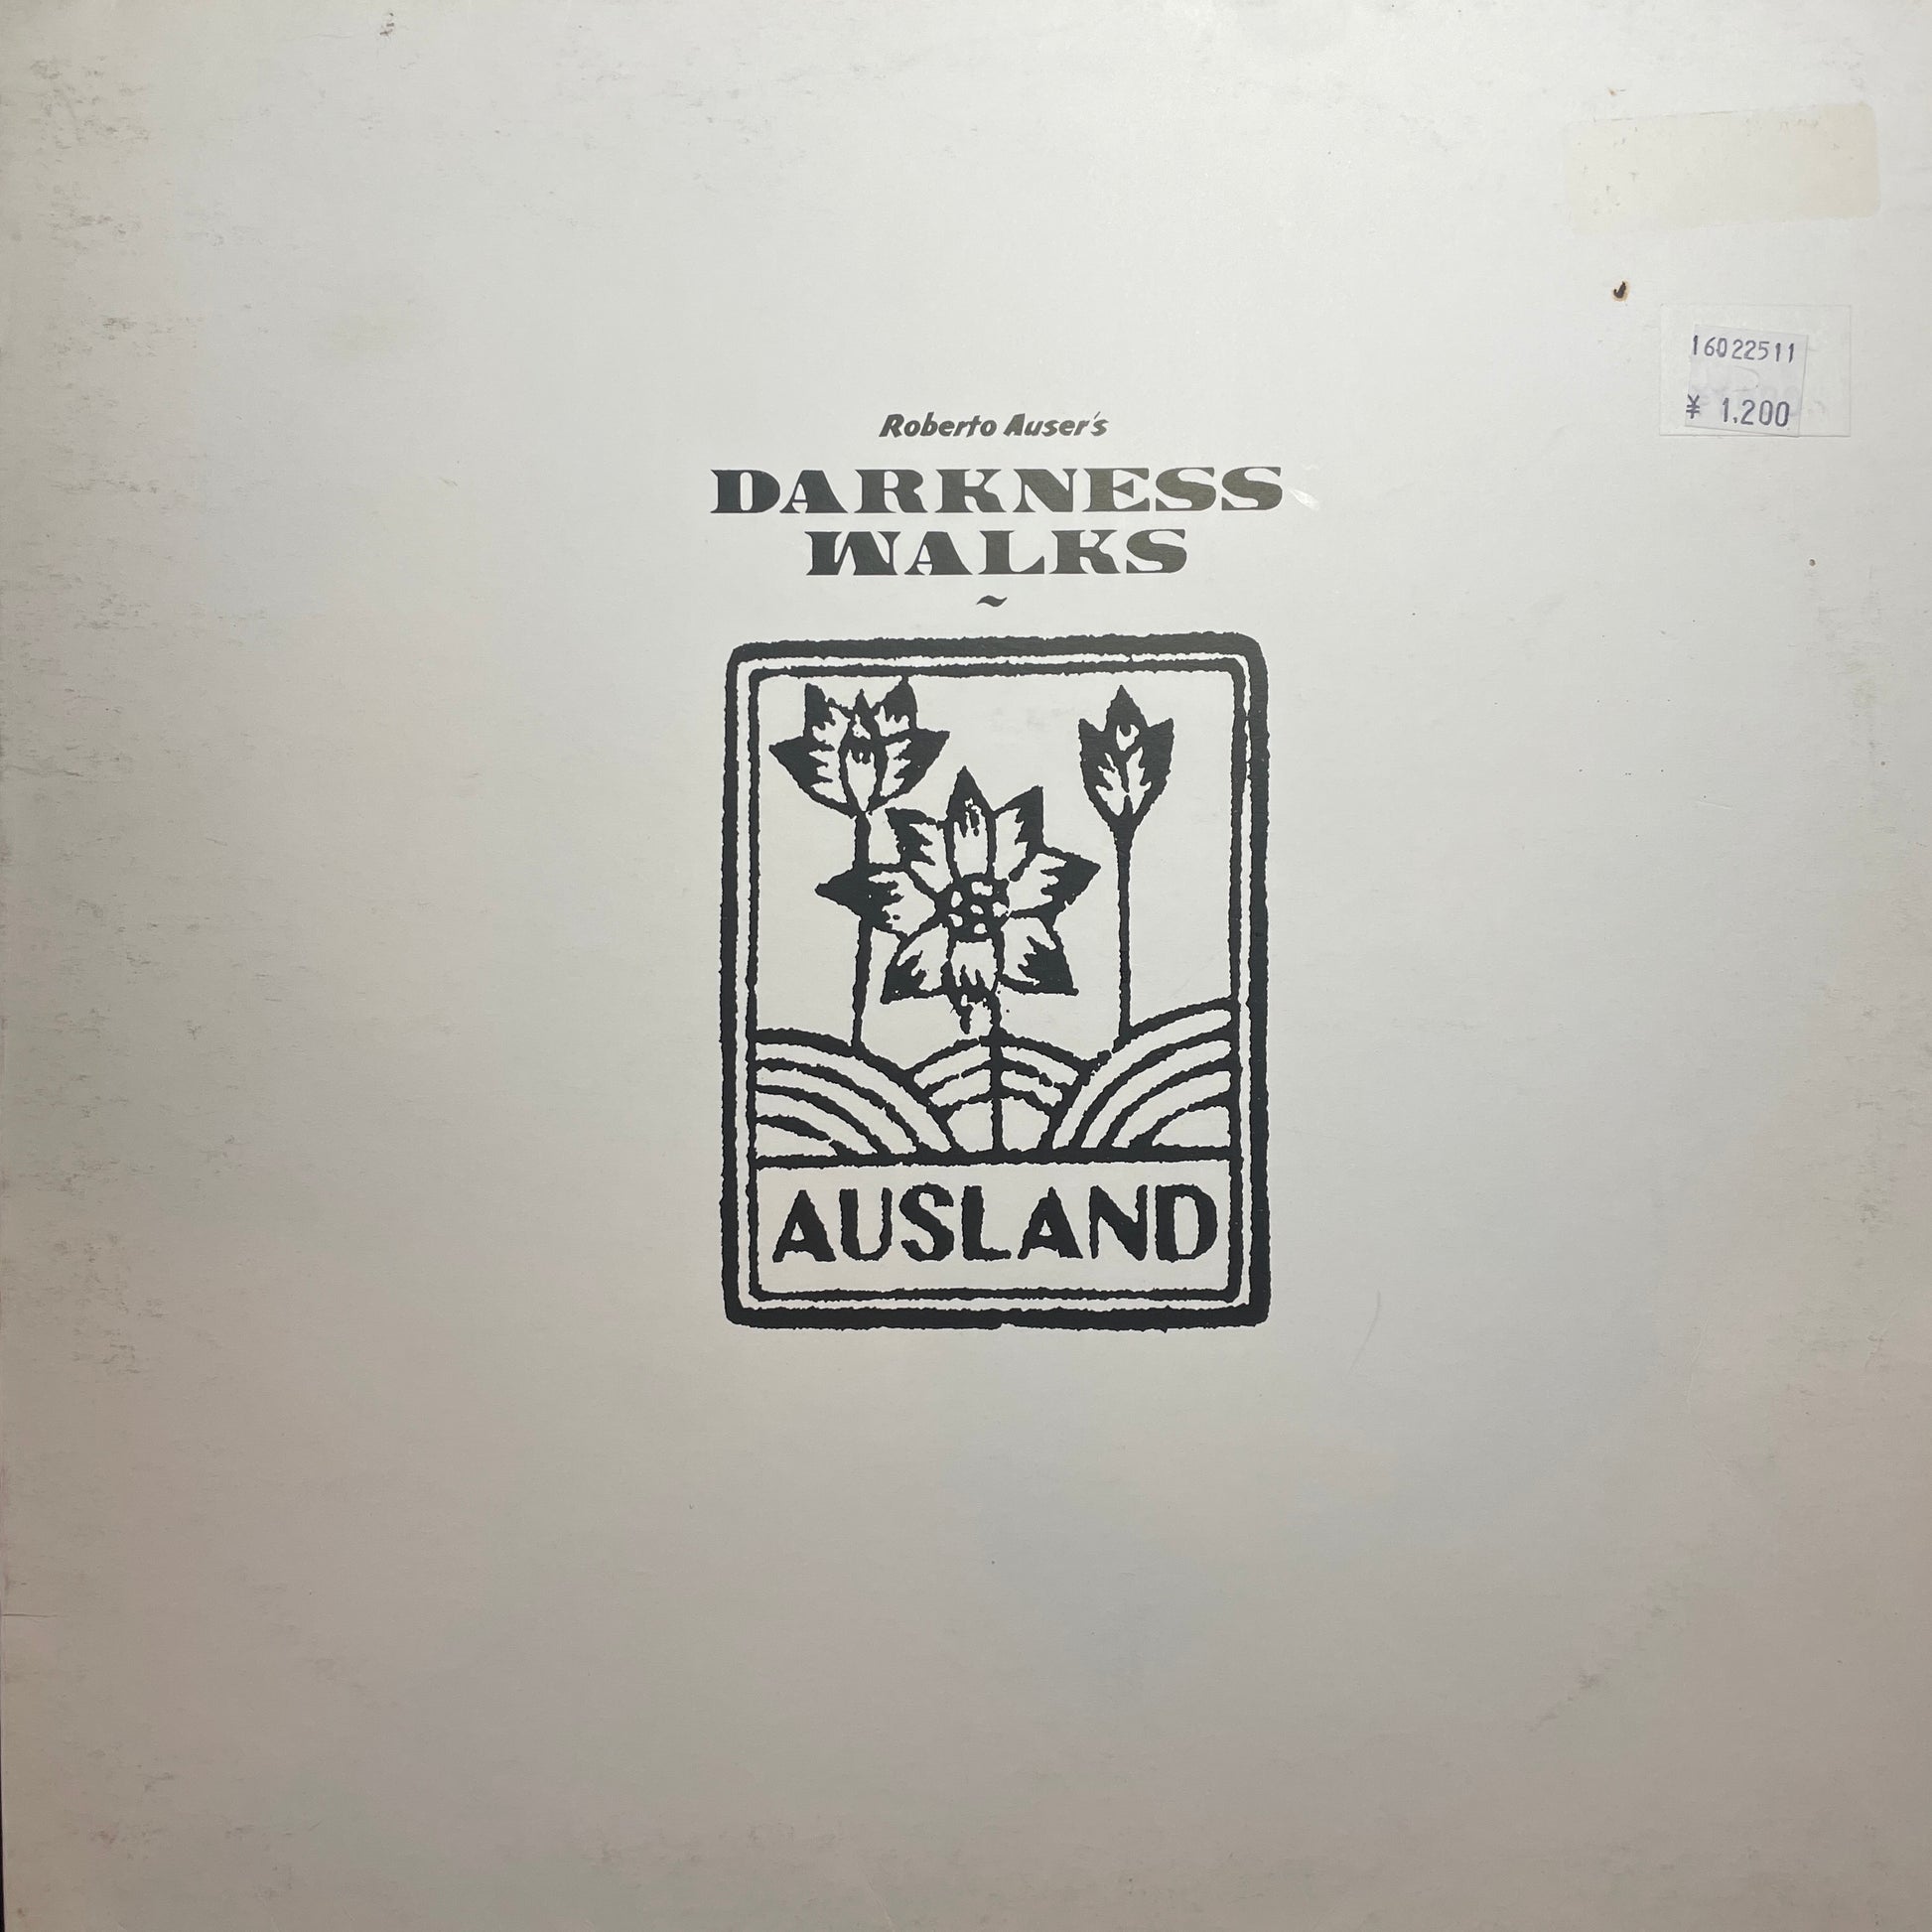 16022511
¥ 1,200
Roberto Auser's
DARKNESS
WALKS
~
AUSLAND